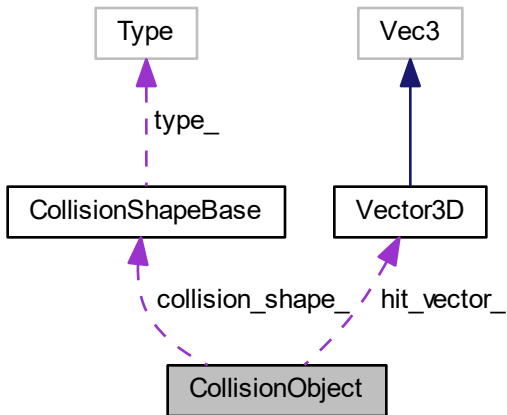 Type
Vec3
type_
CollisionShapeBase
Vector3D
collision_shape_
hit_vector_
CollisionObject